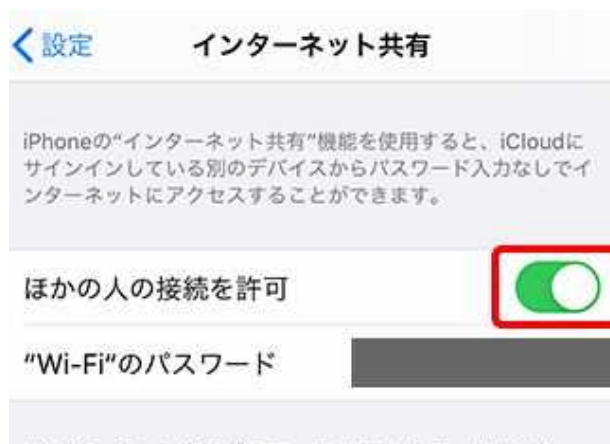 設定 インターネット共有
iPhoneの“インターネット共有”機能を使用すると、iCloudに
サインインしている別のデバイスからパスワード入力なしでイ
ンターネットにアクセスすることができます。
ほかの人の接続を許可
“Wi-Fi”のパスワード